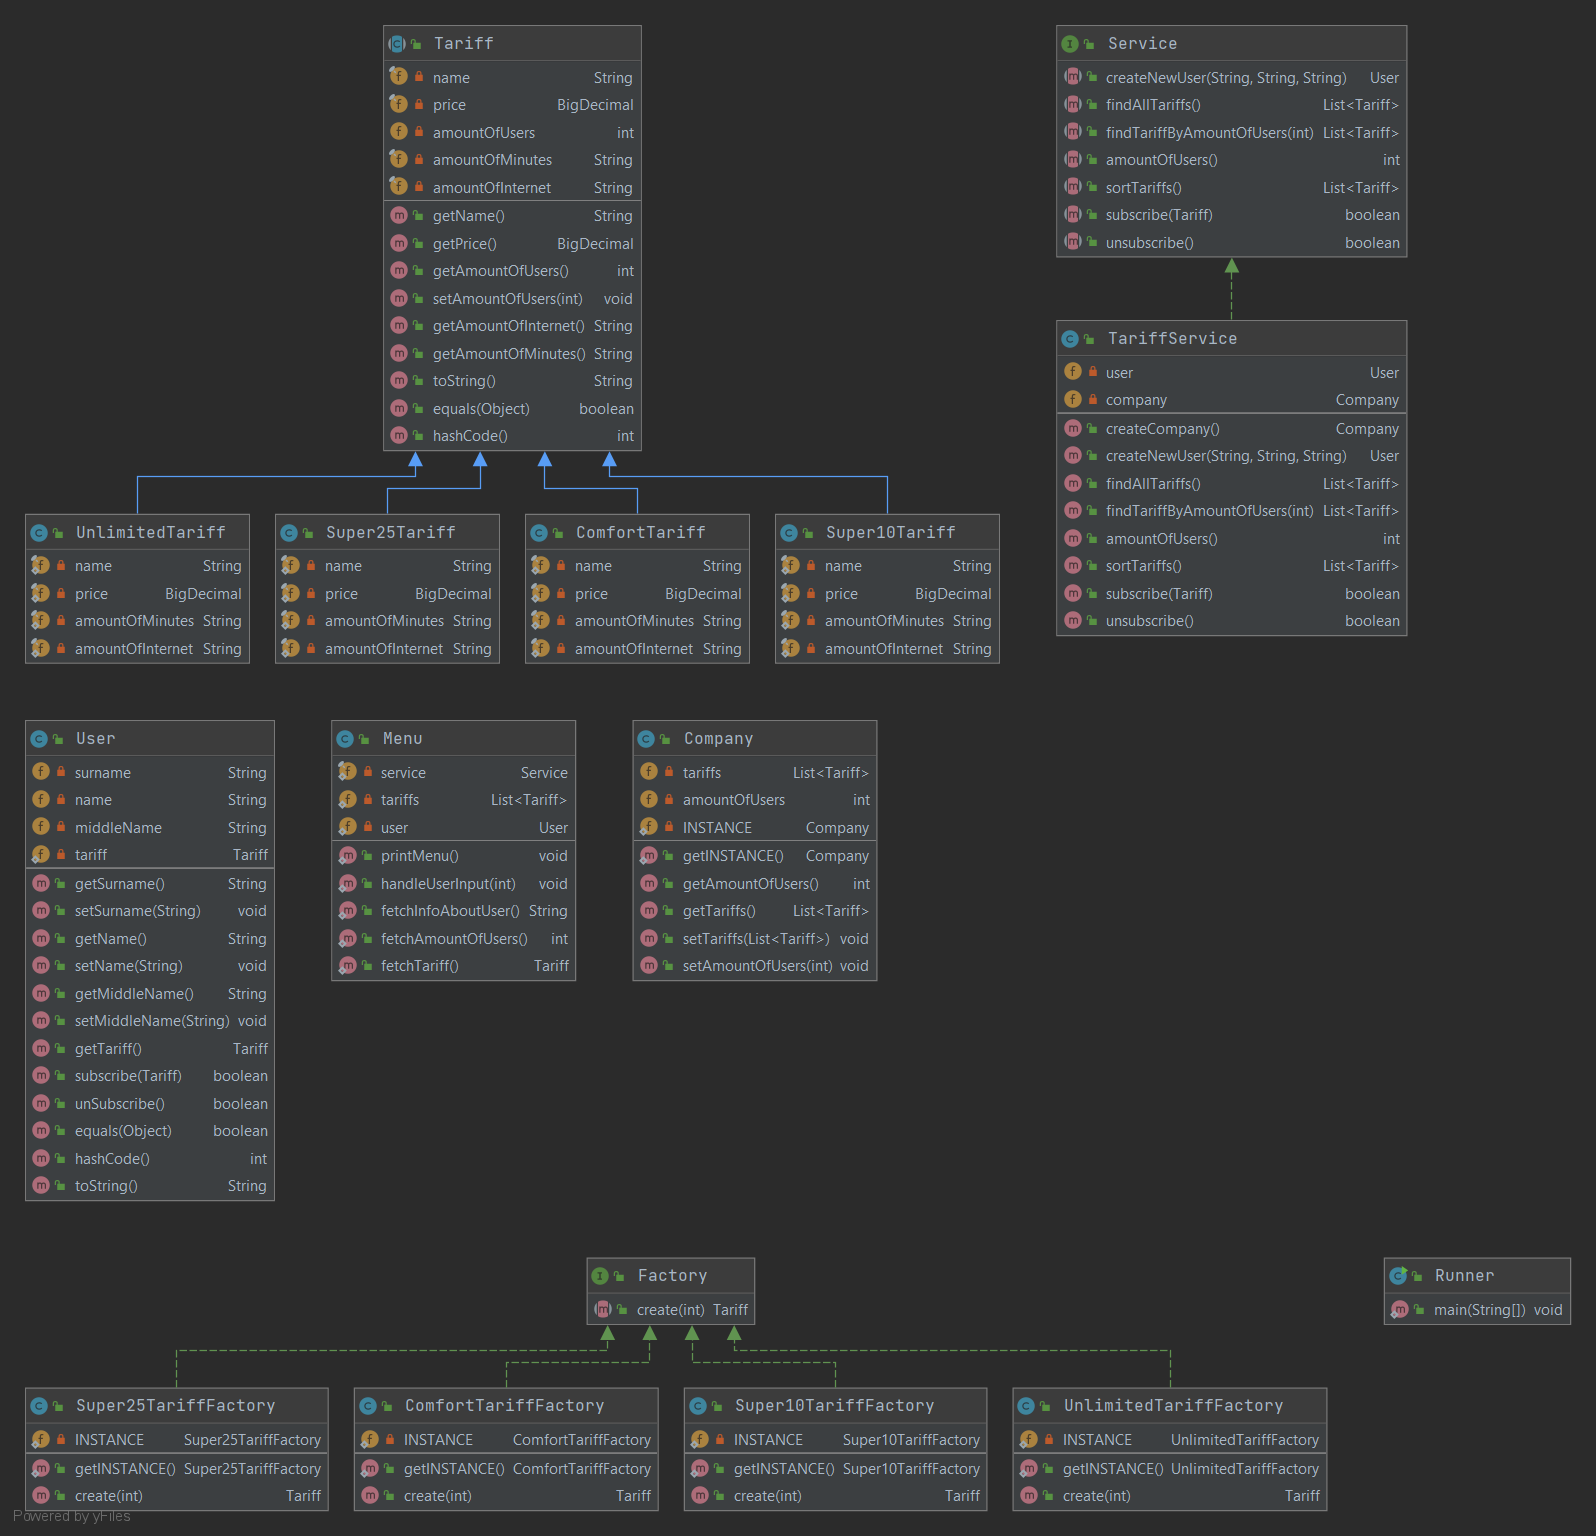 Tariff
name String
price BigDecimal
amountOfUsers int
amountOfMinutes String
amountOfInternet String
getName() String
getPrice() BigDecimal
getAmountOfUsers() int
setAmountOfUsers(int) void
getAmountOfInternet() String
getAmountOfMinutes() String
toString() String
equals(Object) boolean
hashCode() int
Service
createNewUser(String, String, String) User
findAllTariffs() List<Tariff>
findTariffByAmountOfUsers(int) List<Tariff>
amountOfUsers() int
sortTariffs() List<Tariff>
subscribe(Tariff) boolean
unsubscribe() boolean
TariffService
user User
company Company
createCompany() Company
createNewUser(String, String, String) User
findAllTariffs() List<Tariff>
findTariffByAmountOfUsers(int) List<Tariff>
amountOfUsers() int
sortTariffs() List<Tariff>
subscribe(Tariff) boolean
unsubscribe() boolean
UnlimitedTariff
name String
price BigDecimal
amountOfMinutes String
amountOfInternet String
Super25Tariff
name String
price BigDecimal
amountOfMinutes String
amountOfInternet String
ComfortTariff
name String
price BigDecimal
amountOfMinutes String
amountOfInternet String
Super10Tariff
name String
price BigDecimal
amountOfMinutes String
amountOfInternet String
User
surname String
name String
middleName String
tariff Tariff
getSurname() String
setSurname(String) void
getName() String
setName(String) void
getMiddleName() String
setMiddleName(String) void
getTariff() Tariff
subscribe(Tariff) boolean
unSubscribe() boolean
equals(Object) boolean
hashCode() int
toString() String
Menu
service Service
tariffs List<Tariff>
user User
printMenu() void
handleUserInput(int) void
fetchInfoAboutUser() String
fetchAmountOfUsers() int
fetchTariff() Tariff
Company
tariffs List<Tariff>
amountOfUsers int
INSTANCE Company
getINSTANCE() Company
getAmountOfUsers() int
getTariffs() List<Tariff>
setTariffs(List<Tariff>) void
setAmountOfUsers(int) void
Factory
create(int) Tariff
Runner
main(String[]) void
Super25TariffFactory
INSTANCE Super25TariffFactory
getINSTANCE() Super25TariffFactory
create(int) Tariff
ComfortTariffFactory
INSTANCE ComfortTariffFactory
getINSTANCE() ComfortTariffFactory
create(int) Tariff
Super10TariffFactory
INSTANCE Super10TariffFactory
getINSTANCE() Super10TariffFactory
create(int) Tariff
UnlimitedTariffFactory
INSTANCE UnlimitedTariffFactory
getINSTANCE() UnlimitedTariffFactory
create(int) Tariff
Powered by yFiles